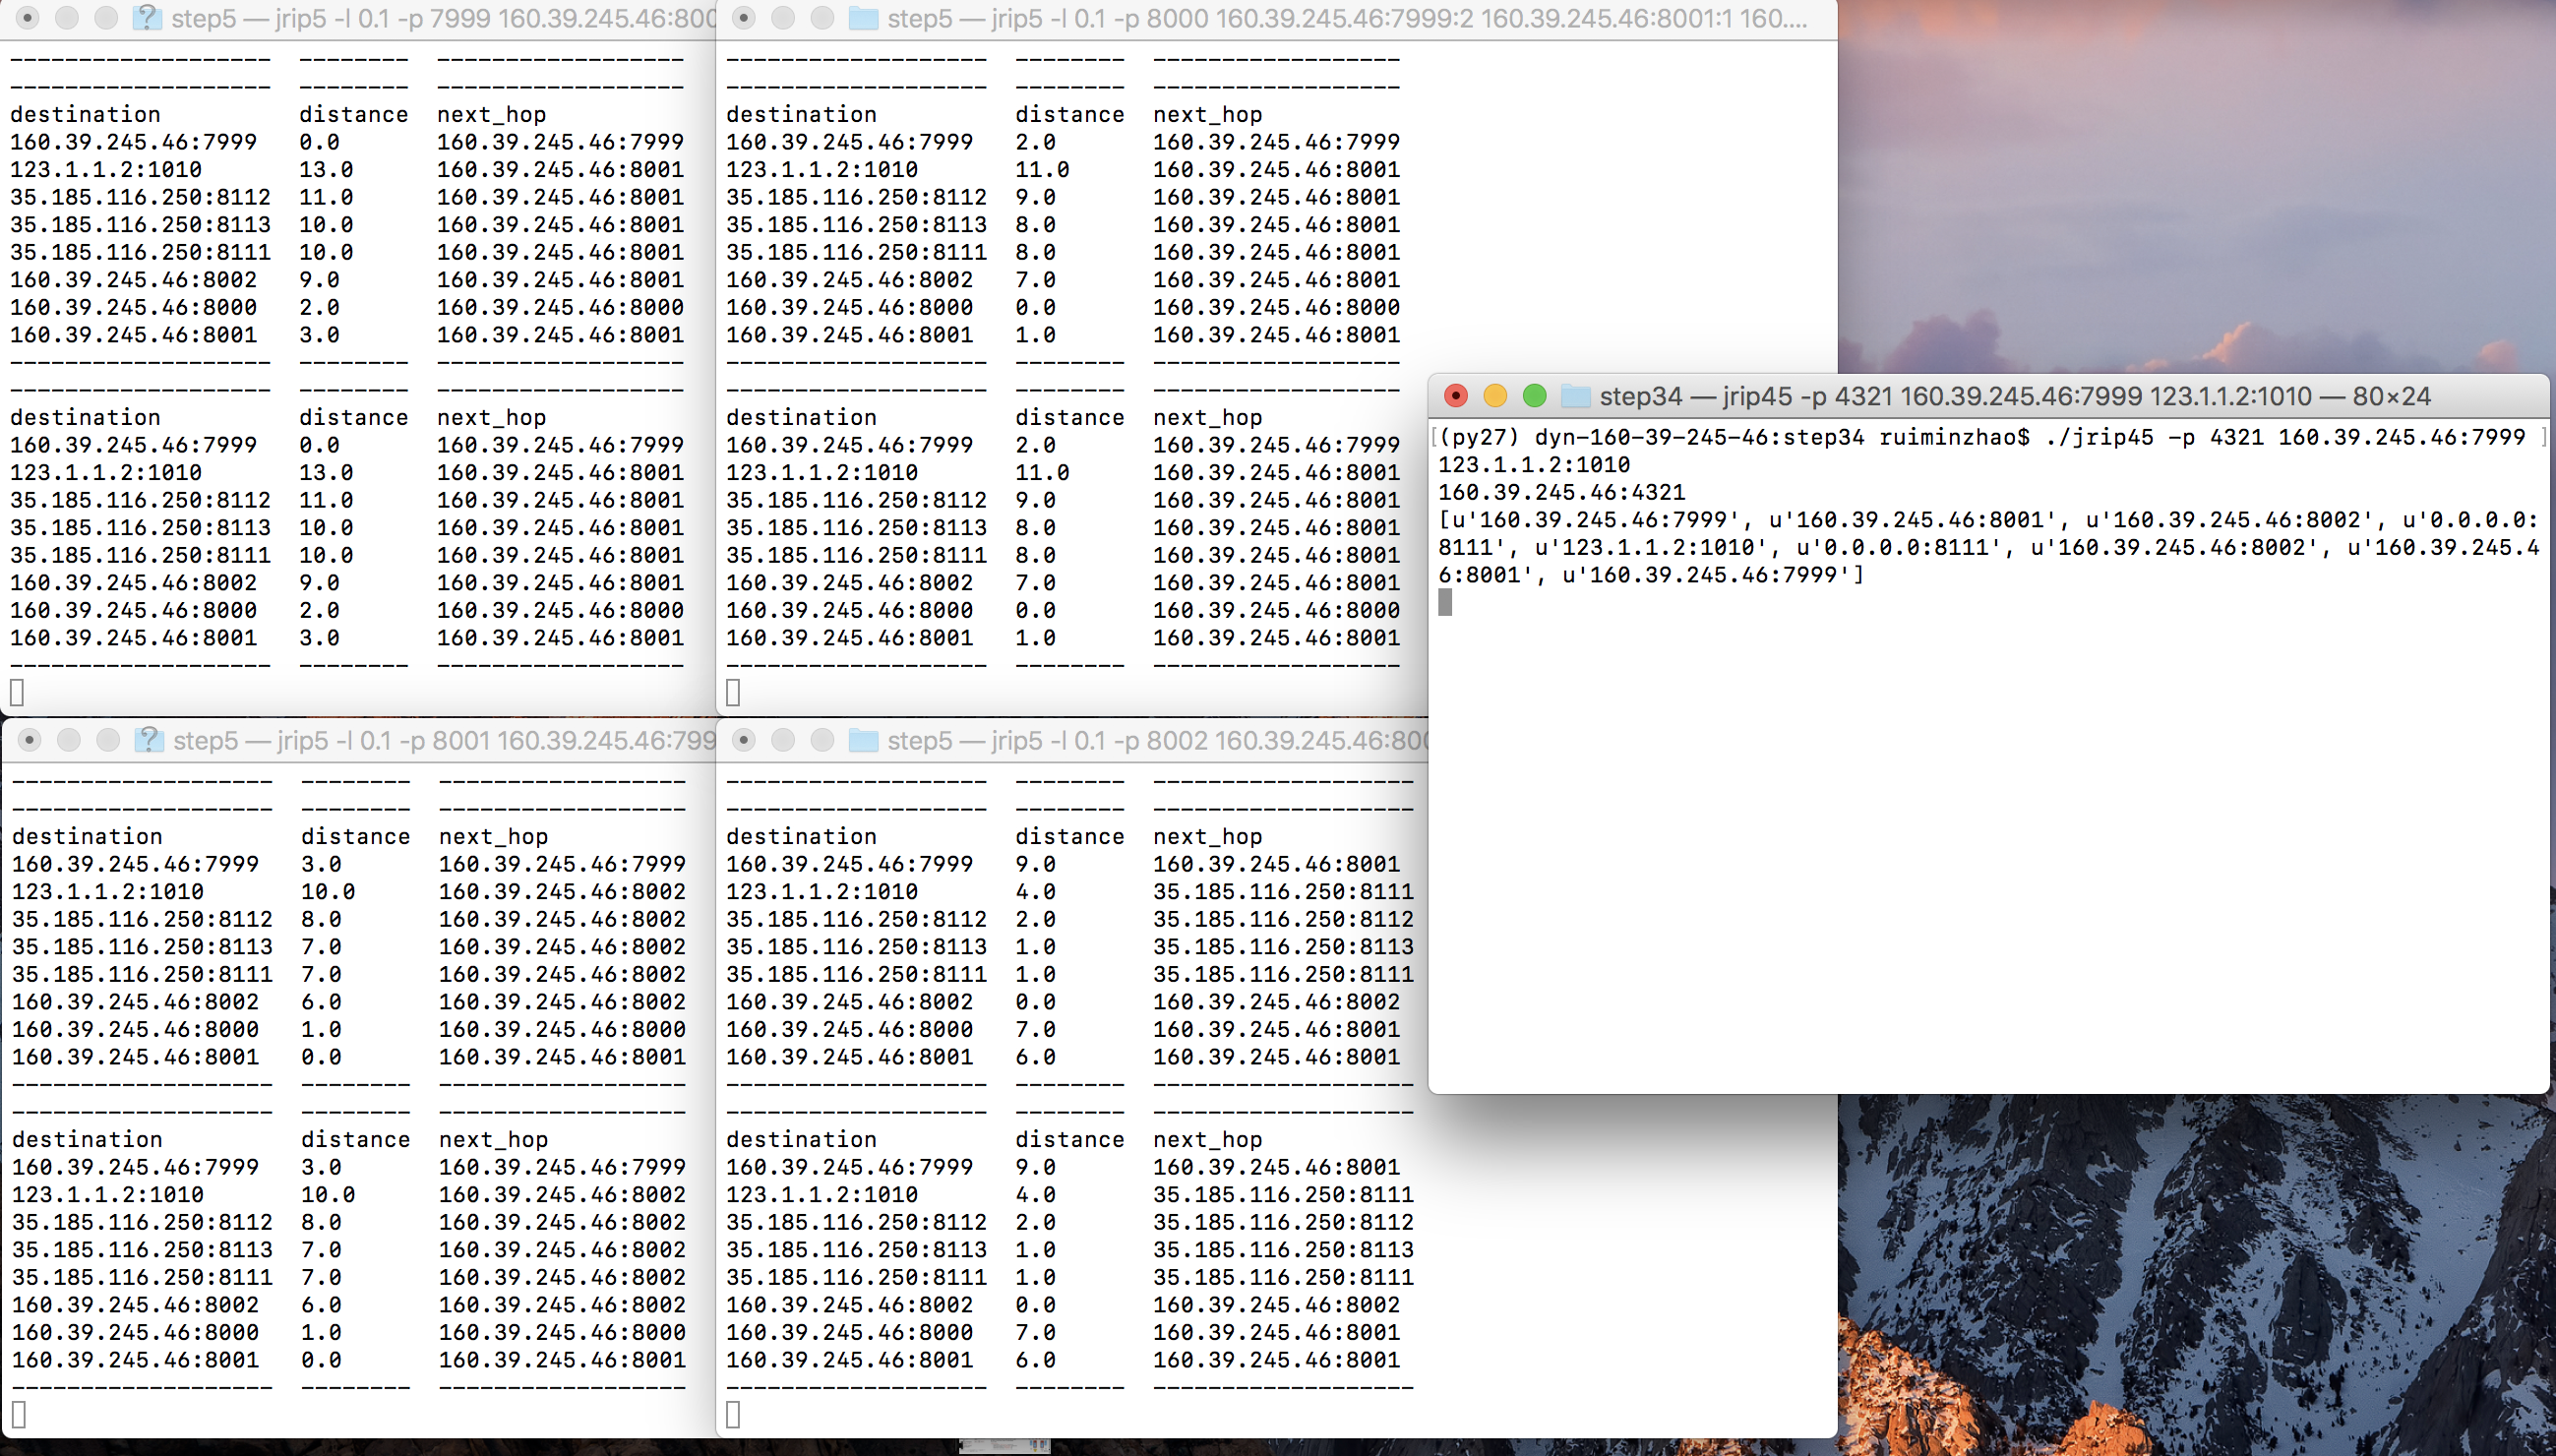 step5 — jrip5 -l 0.1 -p 7999 160.39.245.46:800
-------------------  --------  ------------------
-------------------  --------  ------------------
destination          distance  next_hop
160.39.245.46:7999   0.0       160.39.245.46:7999
123.1.1.2:1010       13.0      160.39.245.46:8001
35.185.116.250:8112  11.0      160.39.245.46:8001
35.185.116.250:8113  10.0      160.39.245.46:8001
35.185.116.250:8111  10.0      160.39.245.46:8001
160.39.245.46:8002   9.0       160.39.245.46:8001
160.39.245.46:8000   2.0       160.39.245.46:8000
160.39.245.46:8001   3.0       160.39.245.46:8001
-------------------  --------  ------------------
-------------------  --------  ------------------
destination          distance  next_hop
160.39.245.46:7999   0.0       160.39.245.46:7999
123.1.1.2:1010       13.0      160.39.245.46:8001
35.185.116.250:8112  11.0      160.39.245.46:8001
35.185.116.250:8113  10.0      160.39.245.46:8001
35.185.116.250:8111  10.0      160.39.245.46:8001
160.39.245.46:8002   9.0       160.39.245.46:8001
160.39.245.46:8000   2.0       160.39.245.46:8000
160.39.245.46:8001   3.0       160.39.245.46:8001
-------------------  --------  ------------------
step5 — jrip5 -l 0.1 -p 8000 160.39.245.46:7999:2 160.39.245.46:8001:1 160....
-------------------  --------  ------------------
-------------------  --------  ------------------
destination          distance  next_hop
160.39.245.46:7999   2.0       160.39.245.46:7999
123.1.1.2:1010       11.0      160.39.245.46:8001
35.185.116.250:8112  9.0       160.39.245.46:8001
35.185.116.250:8113  8.0       160.39.245.46:8001
35.185.116.250:8111  8.0       160.39.245.46:8001
160.39.245.46:8002   7.0       160.39.245.46:8001
160.39.245.46:8000   0.0       160.39.245.46:8000
160.39.245.46:8001   1.0       160.39.245.46:8001
-------------------  --------  ------------------
-------------------  --------  ------------------
destination          distance  next_hop
160.39.245.46:7999   2.0       160.39.245.46:7999
123.1.1.2:1010       11.0      160.39.245.46:8001
35.185.116.250:8112  9.0       160.39.245.46:8001
35.185.116.250:8113  8.0       160.39.245.46:8001
35.185.116.250:8111  8.0       160.39.245.46:8001
160.39.245.46:8002   7.0       160.39.245.46:8001
160.39.245.46:8000   0.0       160.39.245.46:8000
160.39.245.46:8001   1.0       160.39.245.46:8001
-------------------  --------  ------------------
step34 — jrip45 -p 4321 160.39.245.46:7999 123.1.1.2:1010 — 80×24
[(py27) dyn-160-39-245-46:step34 ruiminzhao$ ./jrip45 -p 4321 160.39.245.46:7999 ]
123.1.1.2:1010
160.39.245.46:4321
[u'160.39.245.46:7999', u'160.39.245.46:8001', u'160.39.245.46:8002', u'0.0.0.0:
8111', u'123.1.1.2:1010', u'0.0.0.0:8111', u'160.39.245.46:8002', u'160.39.245.4
6:8001', u'160.39.245.46:7999']
step5 — jrip5 -l 0.1 -p 8001 160.39.245.46:799
-------------------  --------  ------------------
-------------------  --------  ------------------
destination          distance  next_hop
160.39.245.46:7999   3.0       160.39.245.46:7999
123.1.1.2:1010       10.0      160.39.245.46:8002
35.185.116.250:8112  8.0       160.39.245.46:8002
35.185.116.250:8113  7.0       160.39.245.46:8002
35.185.116.250:8111  7.0       160.39.245.46:8002
160.39.245.46:8002   6.0       160.39.245.46:8002
160.39.245.46:8000   1.0       160.39.245.46:8000
160.39.245.46:8001   0.0       160.39.245.46:8001
-------------------  --------  ------------------
-------------------  --------  ------------------
destination          distance  next_hop
160.39.245.46:7999   3.0       160.39.245.46:7999
123.1.1.2:1010       10.0      160.39.245.46:8002
35.185.116.250:8112  8.0       160.39.245.46:8002
35.185.116.250:8113  7.0       160.39.245.46:8002
35.185.116.250:8111  7.0       160.39.245.46:8002
160.39.245.46:8002   6.0       160.39.245.46:8002
160.39.245.46:8000   1.0       160.39.245.46:8000
160.39.245.46:8001   0.0       160.39.245.46:8001
-------------------  --------  ------------------
step5 — jrip5 -l 0.1 -p 8002 160.39.245.46:800
-------------------  --------  -------------------
-------------------  --------  -------------------
destination          distance  next_hop
160.39.245.46:7999   9.0       160.39.245.46:8001
123.1.1.2:1010       4.0       35.185.116.250:8111
35.185.116.250:8112  2.0       35.185.116.250:8112
35.185.116.250:8113  1.0       35.185.116.250:8113
35.185.116.250:8111  1.0       35.185.116.250:8111
160.39.245.46:8002   0.0       160.39.245.46:8002
160.39.245.46:8000   7.0       160.39.245.46:8001
160.39.245.46:8001   6.0       160.39.245.46:8001
-------------------  --------  -------------------
-------------------  --------  -------------------
destination          distance  next_hop
160.39.245.46:7999   9.0       160.39.245.46:8001
123.1.1.2:1010       4.0       35.185.116.250:8111
35.185.116.250:8112  2.0       35.185.116.250:8112
35.185.116.250:8113  1.0       35.185.116.250:8113
35.185.116.250:8111  1.0       35.185.116.250:8111
160.39.245.46:8002   0.0       160.39.245.46:8002
160.39.245.46:8000   7.0       160.39.245.46:8001
160.39.245.46:8001   6.0       160.39.245.46:8001
-------------------  --------  -------------------